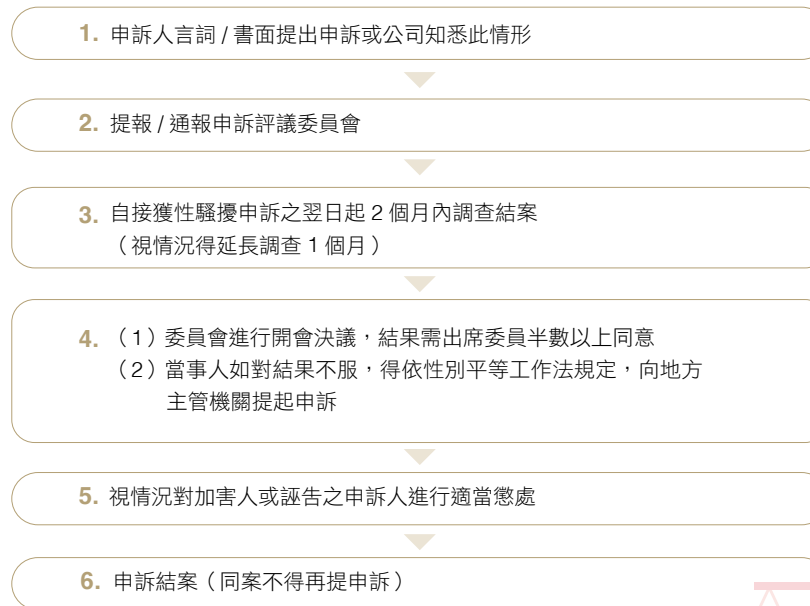 1. 申訴人言詞 / 書面提出申訴或公司知悉此情形
2. 提報 / 通報申訴評議委員會
3. 自接獲性騷擾申訴之翌日起 2 個月內調查結案
（視情況得延長調查 1 個月）
4. （1）委員會進行開會決議，結果需出席委員半數以上同意
（2）當事人如對結果不服，得依性別平等工作法規定，向地方
主管機關提起申訴
5. 視情況對加害人或誣告之申訴人進行適當懲處
6. 申訴結案（同案不得再提申訴）